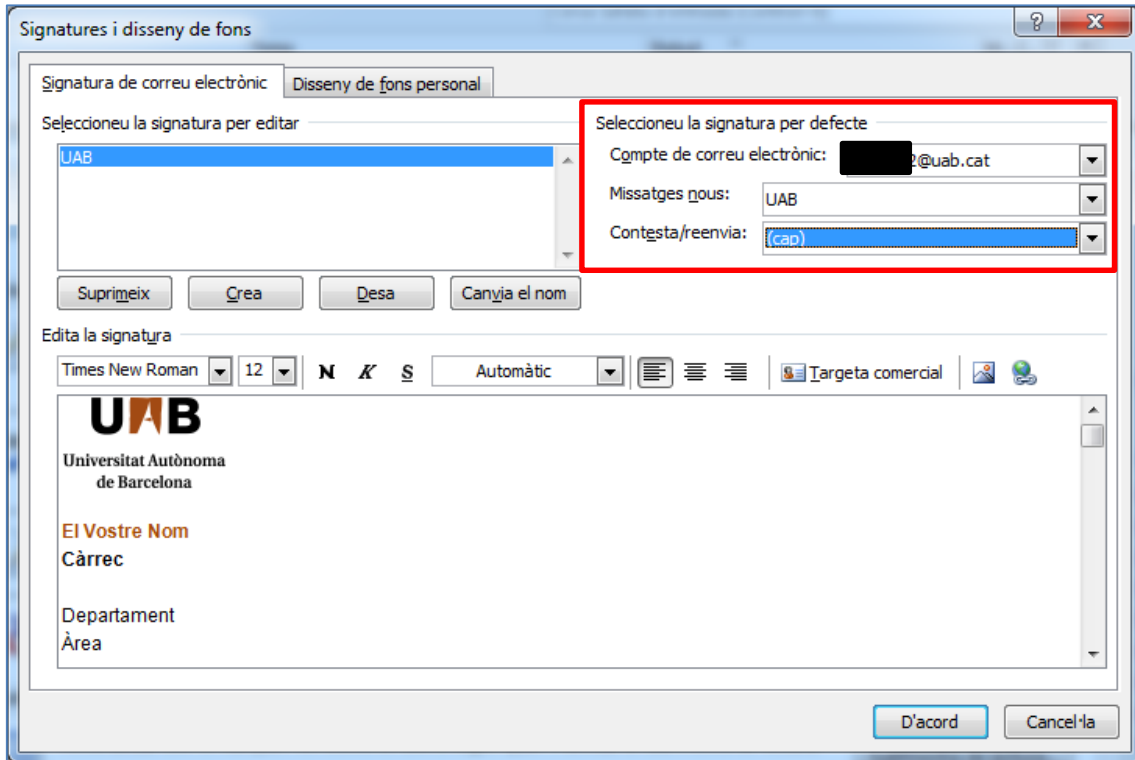 Signatures i disseny de fons
Signatura de correu electrònic
Disseny de fons personal
Seleccioneu la signatura per editar
UAB
Seleccioneu la signatura per defecte
Compte de correu electrònic:
2@uab.cat
Missatges nous:
UAB
Contesta/reenvia:
(cap)
Suprimeix
Crea
Desa
Canvia el nom
Edita la signatura
Times New Roman
12
N
K
S
Automàtic
Targeta comercial
UAB
Universitat Autònoma
de Barcelona
El Vostre Nom
Càrrec
Departament
Àrea
D'acord
Cancel·la